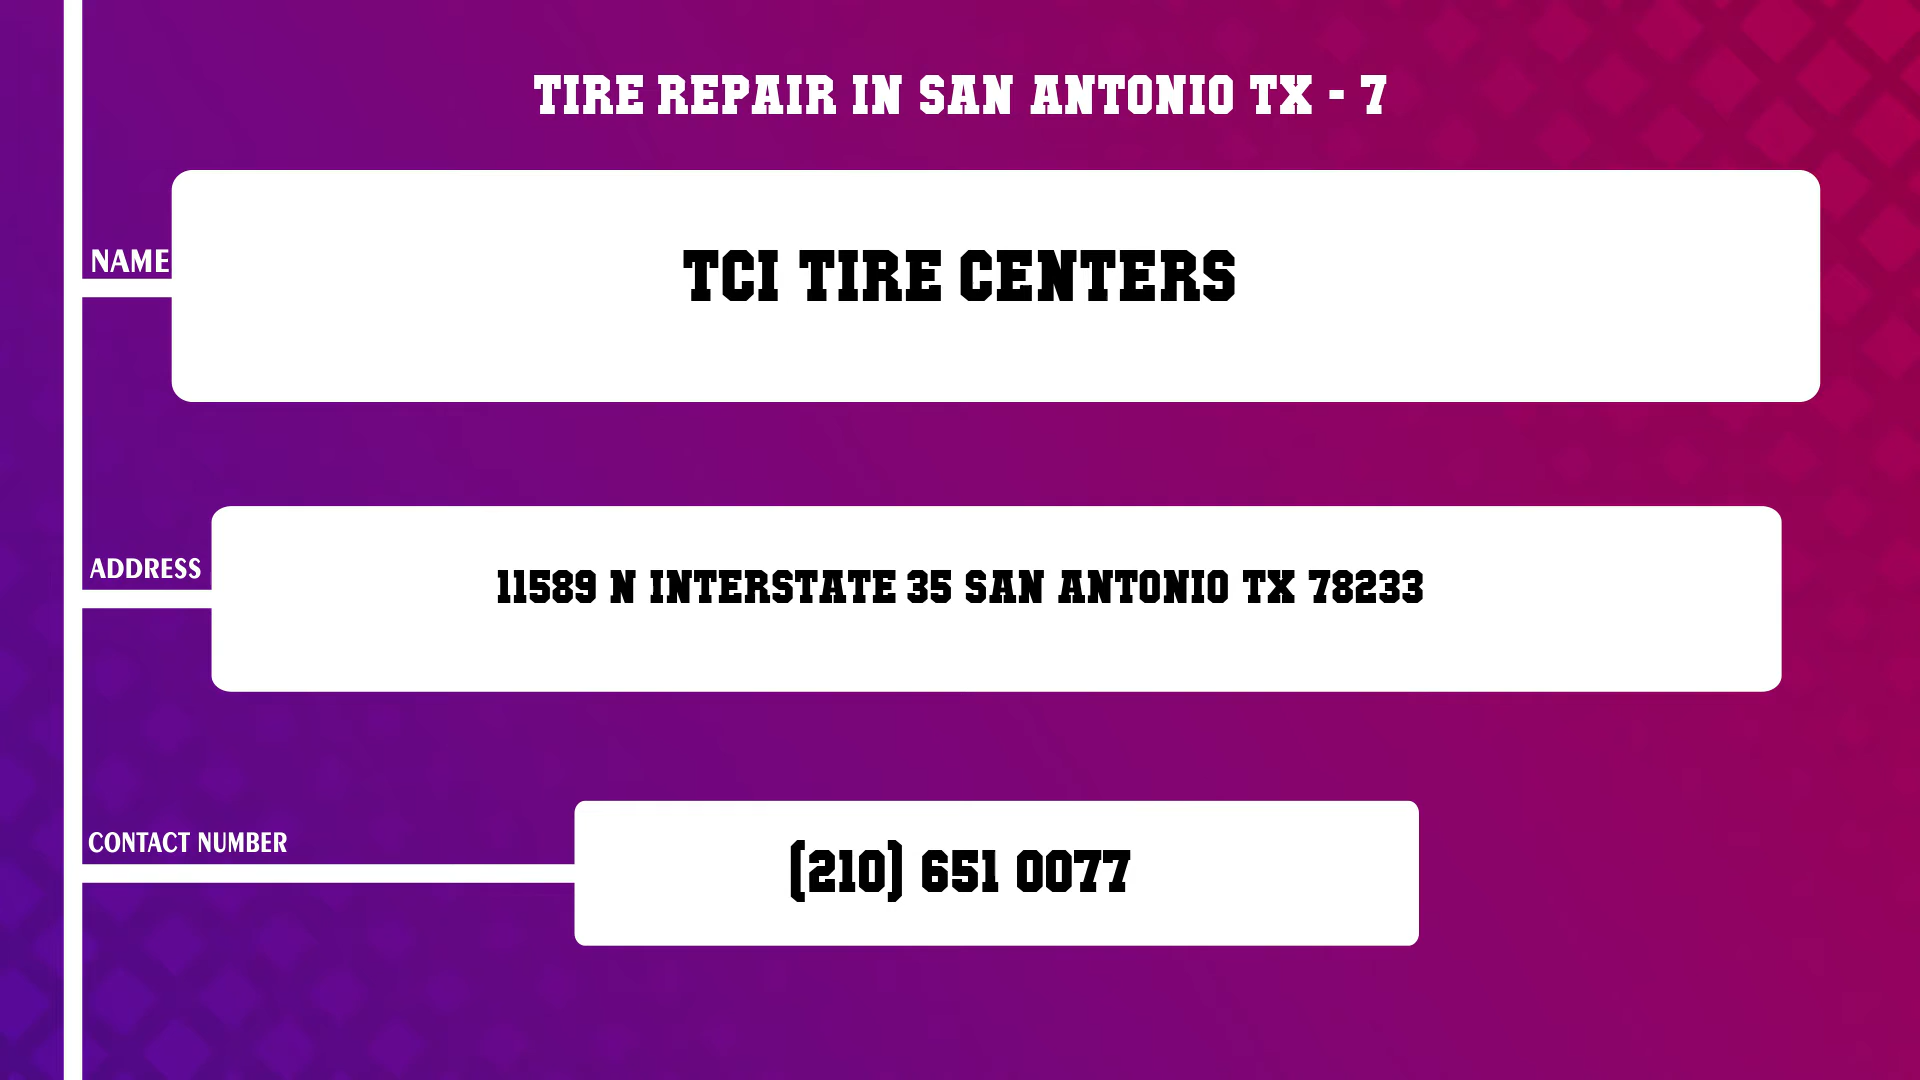 TIRE REPAIR IN SAN ANTONIO TX - 7
NAME
TCI TIRE CENTERS
ADDRESS
11589 N INTERSTATE 35 SAN ANTONIO TX 78233
CONTACT NUMBER
(210) 651 0077